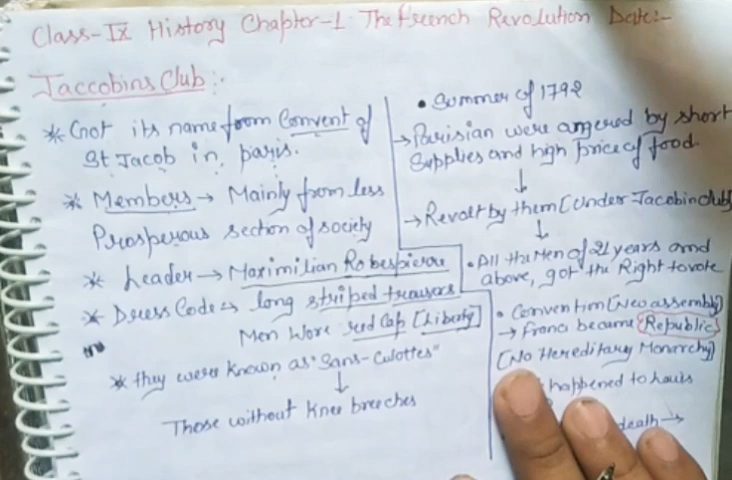 Class-IX History Chapter-1 The French Revolution Date:-
Jaccobins Club:-
* Got its name from Convent of
St Jacob in paris.
* Members → Mainly from less
Prosperous section of society
* Leader → Maximilian Robespierre
* Dress Code → long striped trousers
Men Wore red Cap [Liberty]
* they were known as "Sans-Culottes"
↓
Those without Knee breeches
• Summer of 1792
→ Parisian were angered by short
Supplies and high price of food.
↓
→ Revolt by them [Under Jacobin club]
↓
• All the Men of 21 years and
above, got the Right to vote
• Convention [Neo assembly]
→ Franc became Republic
[No Hereditary Monarchy]
happened to Louis
death →